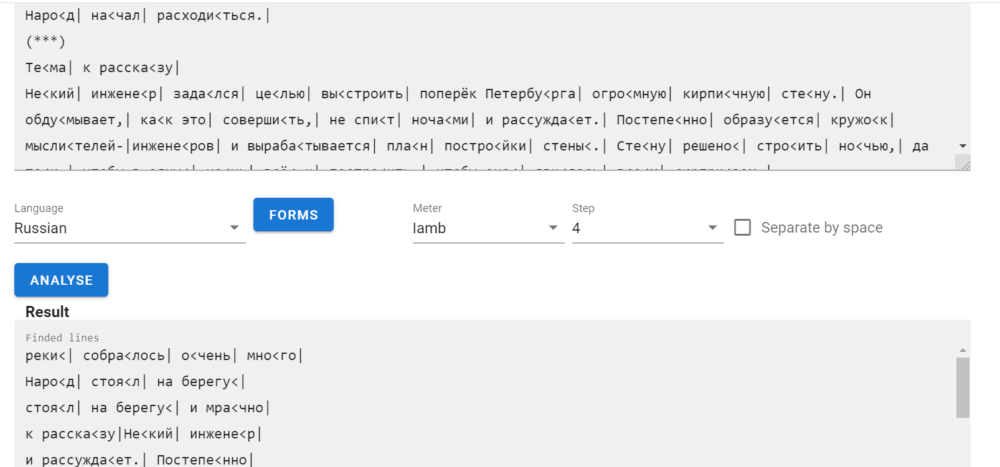 Наро<д| на<чал| расходи<ться.|
(***)
Те<ма| к расска<зу|
Не<кий| инжене<р| зада<лся| це<лью| вы<строить| поперёк Петербу<рга| огро<мную| кирпи<чную| сте<ну.| Он
обду<мывает,| ка<к это| соверши<ть,| не спи<т| ноча<ми| и рассужда<ет.| Постепе<нно| образу<ется| кружо<к|
мысли<телей-|инжене<ров| и выраба<тывается| пла<н| постро<йки| стены<.| Сте<ну| решено<| стро<ить| но<чью,| да
Language
Russian
FORMS
Meter
Iamb
Step
4
Separate by space
ANALYSE
Result
Finded lines
реки<| собра<лось| о<чень| мно<го|
Наро<д| стоя<л| на берегу<|
стоя<л| на берегу<| и мра<чно|
к расска<зу|Не<кий| инжене<р|
и рассужда<ет.| Постепе<нно|